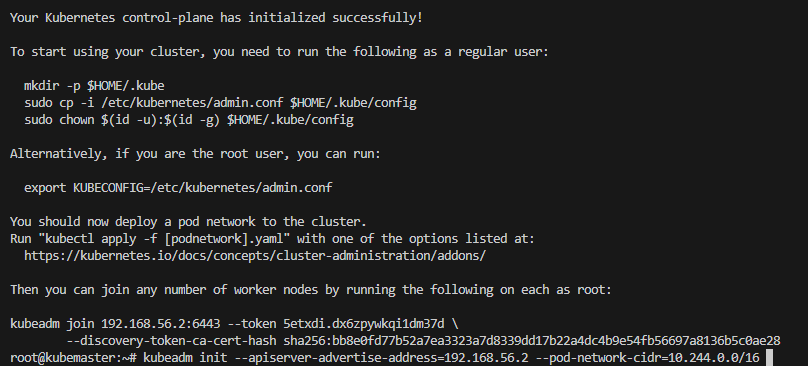 Your Kubernetes control-plane has initialized successfully!
To start using your cluster, you need to run the following as a regular user:
mkdir -p $HOME/.kube
sudo cp -i /etc/kubernetes/admin.conf $HOME/.kube/config
sudo chown $(id -u):$(id -g) $HOME/.kube/config
Alternatively, if you are the root user, you can run:
export KUBECONFIG=/etc/kubernetes/admin.conf
You should now deploy a pod network to the cluster.
Run "kubectl apply -f [podnetwork].yaml" with one of the options listed at:
https://kubernetes.io/docs/concepts/cluster-administration/addons/
Then you can join any number of worker nodes by running the following on each as root:
kubeadm join 192.168.56.2:6443 --token 5etxdi.dx6zpywkqi1dm37d \
--discovery-token-ca-cert-hash sha256:bb8e0fd77b52a7ea3323a7d8339dd17b22a4dc4b9e54fb56697a8136b5c0ae28
root@kubemaster:~# kubeadm init --apiserver-advertise-address=192.168.56.2 --pod-network-cidr=10.244.0.0/16